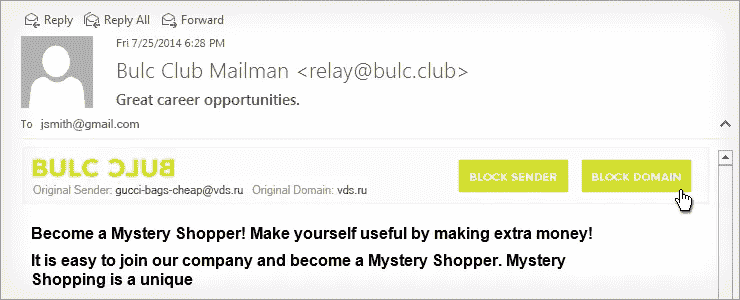 Reply Reply All Forward
Fri 7/25/2014 6:28 PM
Bulc Club Mailman <relay@bulc.club>
Great career opportunities.
To jsmith@gmail.com
BULC CLUB
Original Sender: gucci-bags-cheap@vds.ru Original Domain: vds.ru
BLOCK SENDER BLOCK DOMAIN
Become a Mystery Shopper! Make yourself useful by making extra money!
It is easy to join our company and become a Mystery Shopper. Mystery
Shopping is a unique